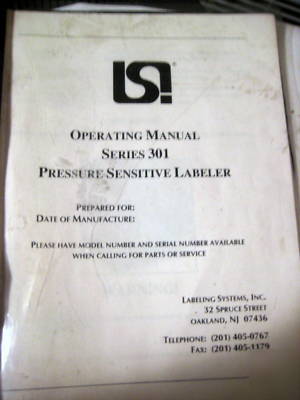 LSI
OPERATING MANUAL
SERIES 301
PRESSURE SENSITIVE LABELER
PREPARED FOR:
DATE OF MANUFACTURE:
PLEASE HAVE MODEL NUMBER AND SERIAL NUMBER AVAILABLE
WHEN CALLING FOR PARTS OR SERVICE
LABELING SYSTEMS, INC.
32 SPRUCE STREET
OAKLAND, NJ 07436
TELEPHONE: (201) 405-0767
FAX: (201) 405-1179